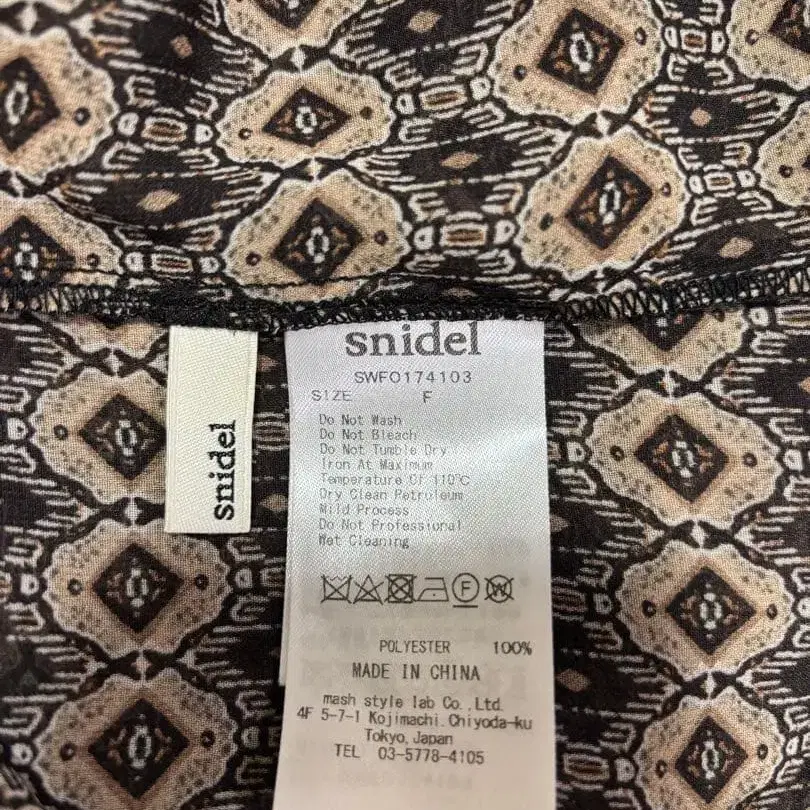 snidel
snidel
SWFO174103
SIZE F
Do Not Wash
Do Not Bleach
Do Not Tumble Dry
Iron At Maximum
Temperature Of 110℃
Dry Clean Petroleum
Mild Process
Do Not Professional
Wet Cleaning
F W
POLYESTER 100%
MADE IN CHINA
mash style lab Co.,Ltd.
4F 5-7-1 Kojimachi.Chiyoda-ku
Tokyo,Japan
TEL 03-5778-4105